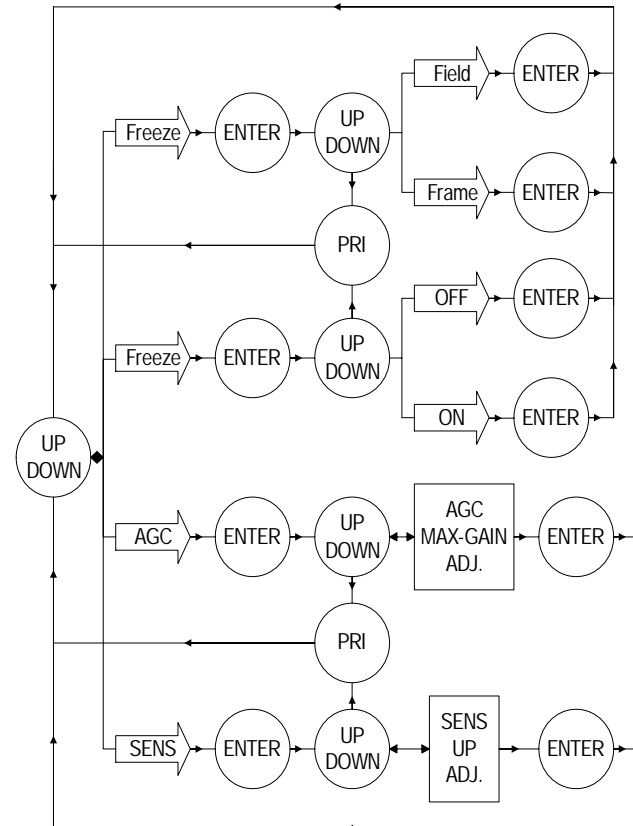 Field
ENTER
Freeze
ENTER
UP
DOWN
Frame
ENTER
PRI
OFF
ENTER
Freeze
ENTER
UP
DOWN
ON
ENTER
UP
DOWN
AGC
ENTER
UP
DOWN
AGC
MAX-GAIN
ADJ.
ENTER
PRI
SENS
ENTER
UP
DOWN
SENS
UP
ADJ.
ENTER